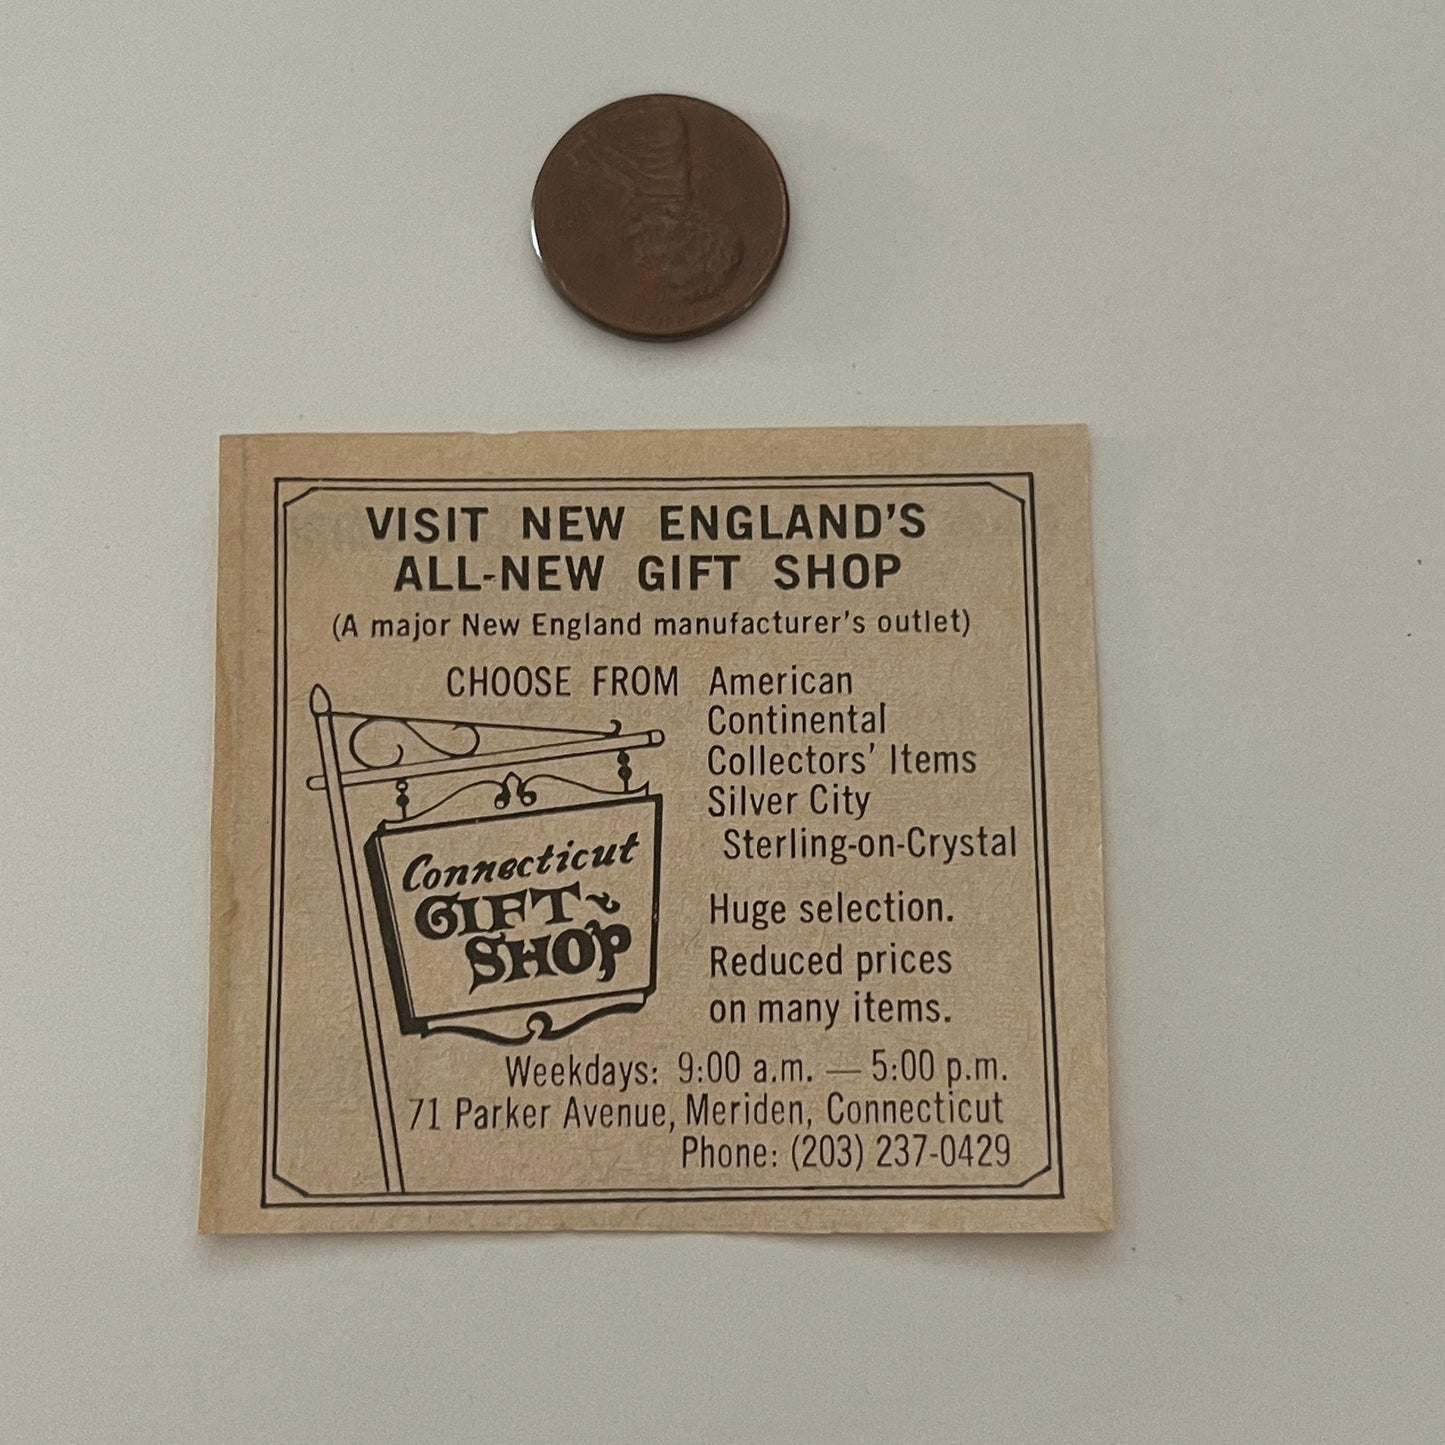 VISIT NEW ENGLAND'S
ALL-NEW GIFT SHOP
(A major New England manufacturer's outlet)
CHOOSE FROM American
Continental
Collectors' Items
Silver City
Sterling-on-Crystal
Connecticut
GIFT~
SHOP
Huge selection.
Reduced prices
on many items.
Weekdays: 9:00 a.m. — 5:00 p.m.
71 Parker Avenue, Meriden, Connecticut
Phone: (203) 237-0429